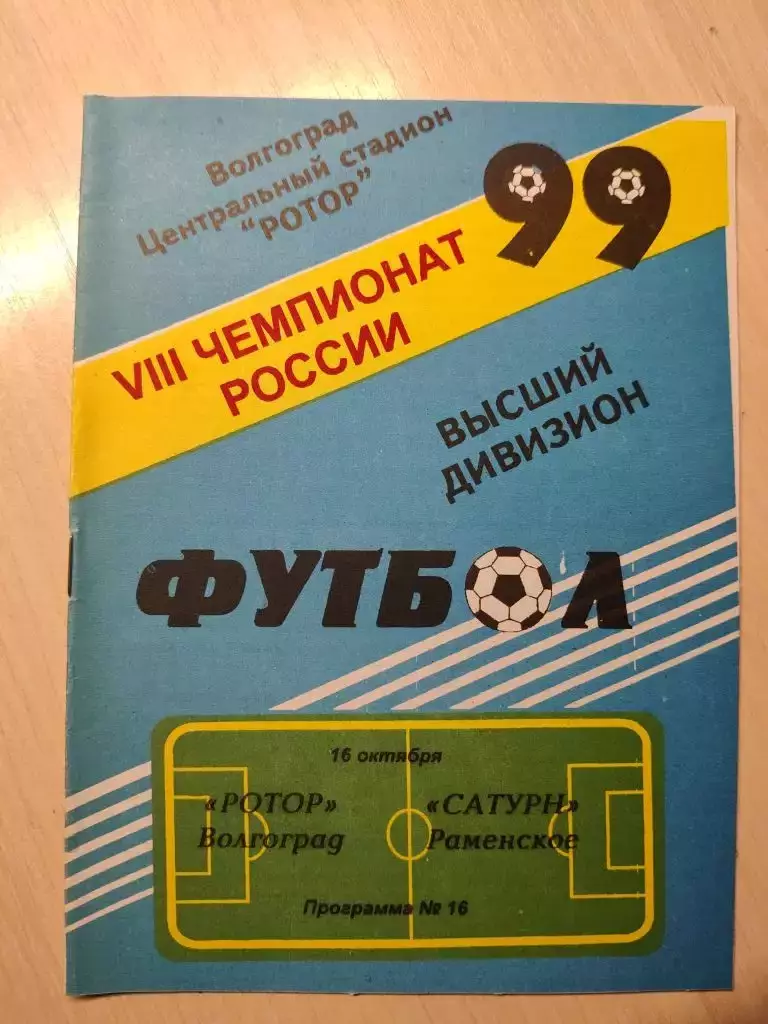 Волгоград
Центральный стадион
"РОТОР"
99
VIII ЧЕМПИОНАТ
РОССИИ
ВЫСШИЙ
ДИВИЗИОН
ФУТБОЛ
16 октября
«РОТОР» «САТУРН»
Волгоград Раменское
Программа № 16